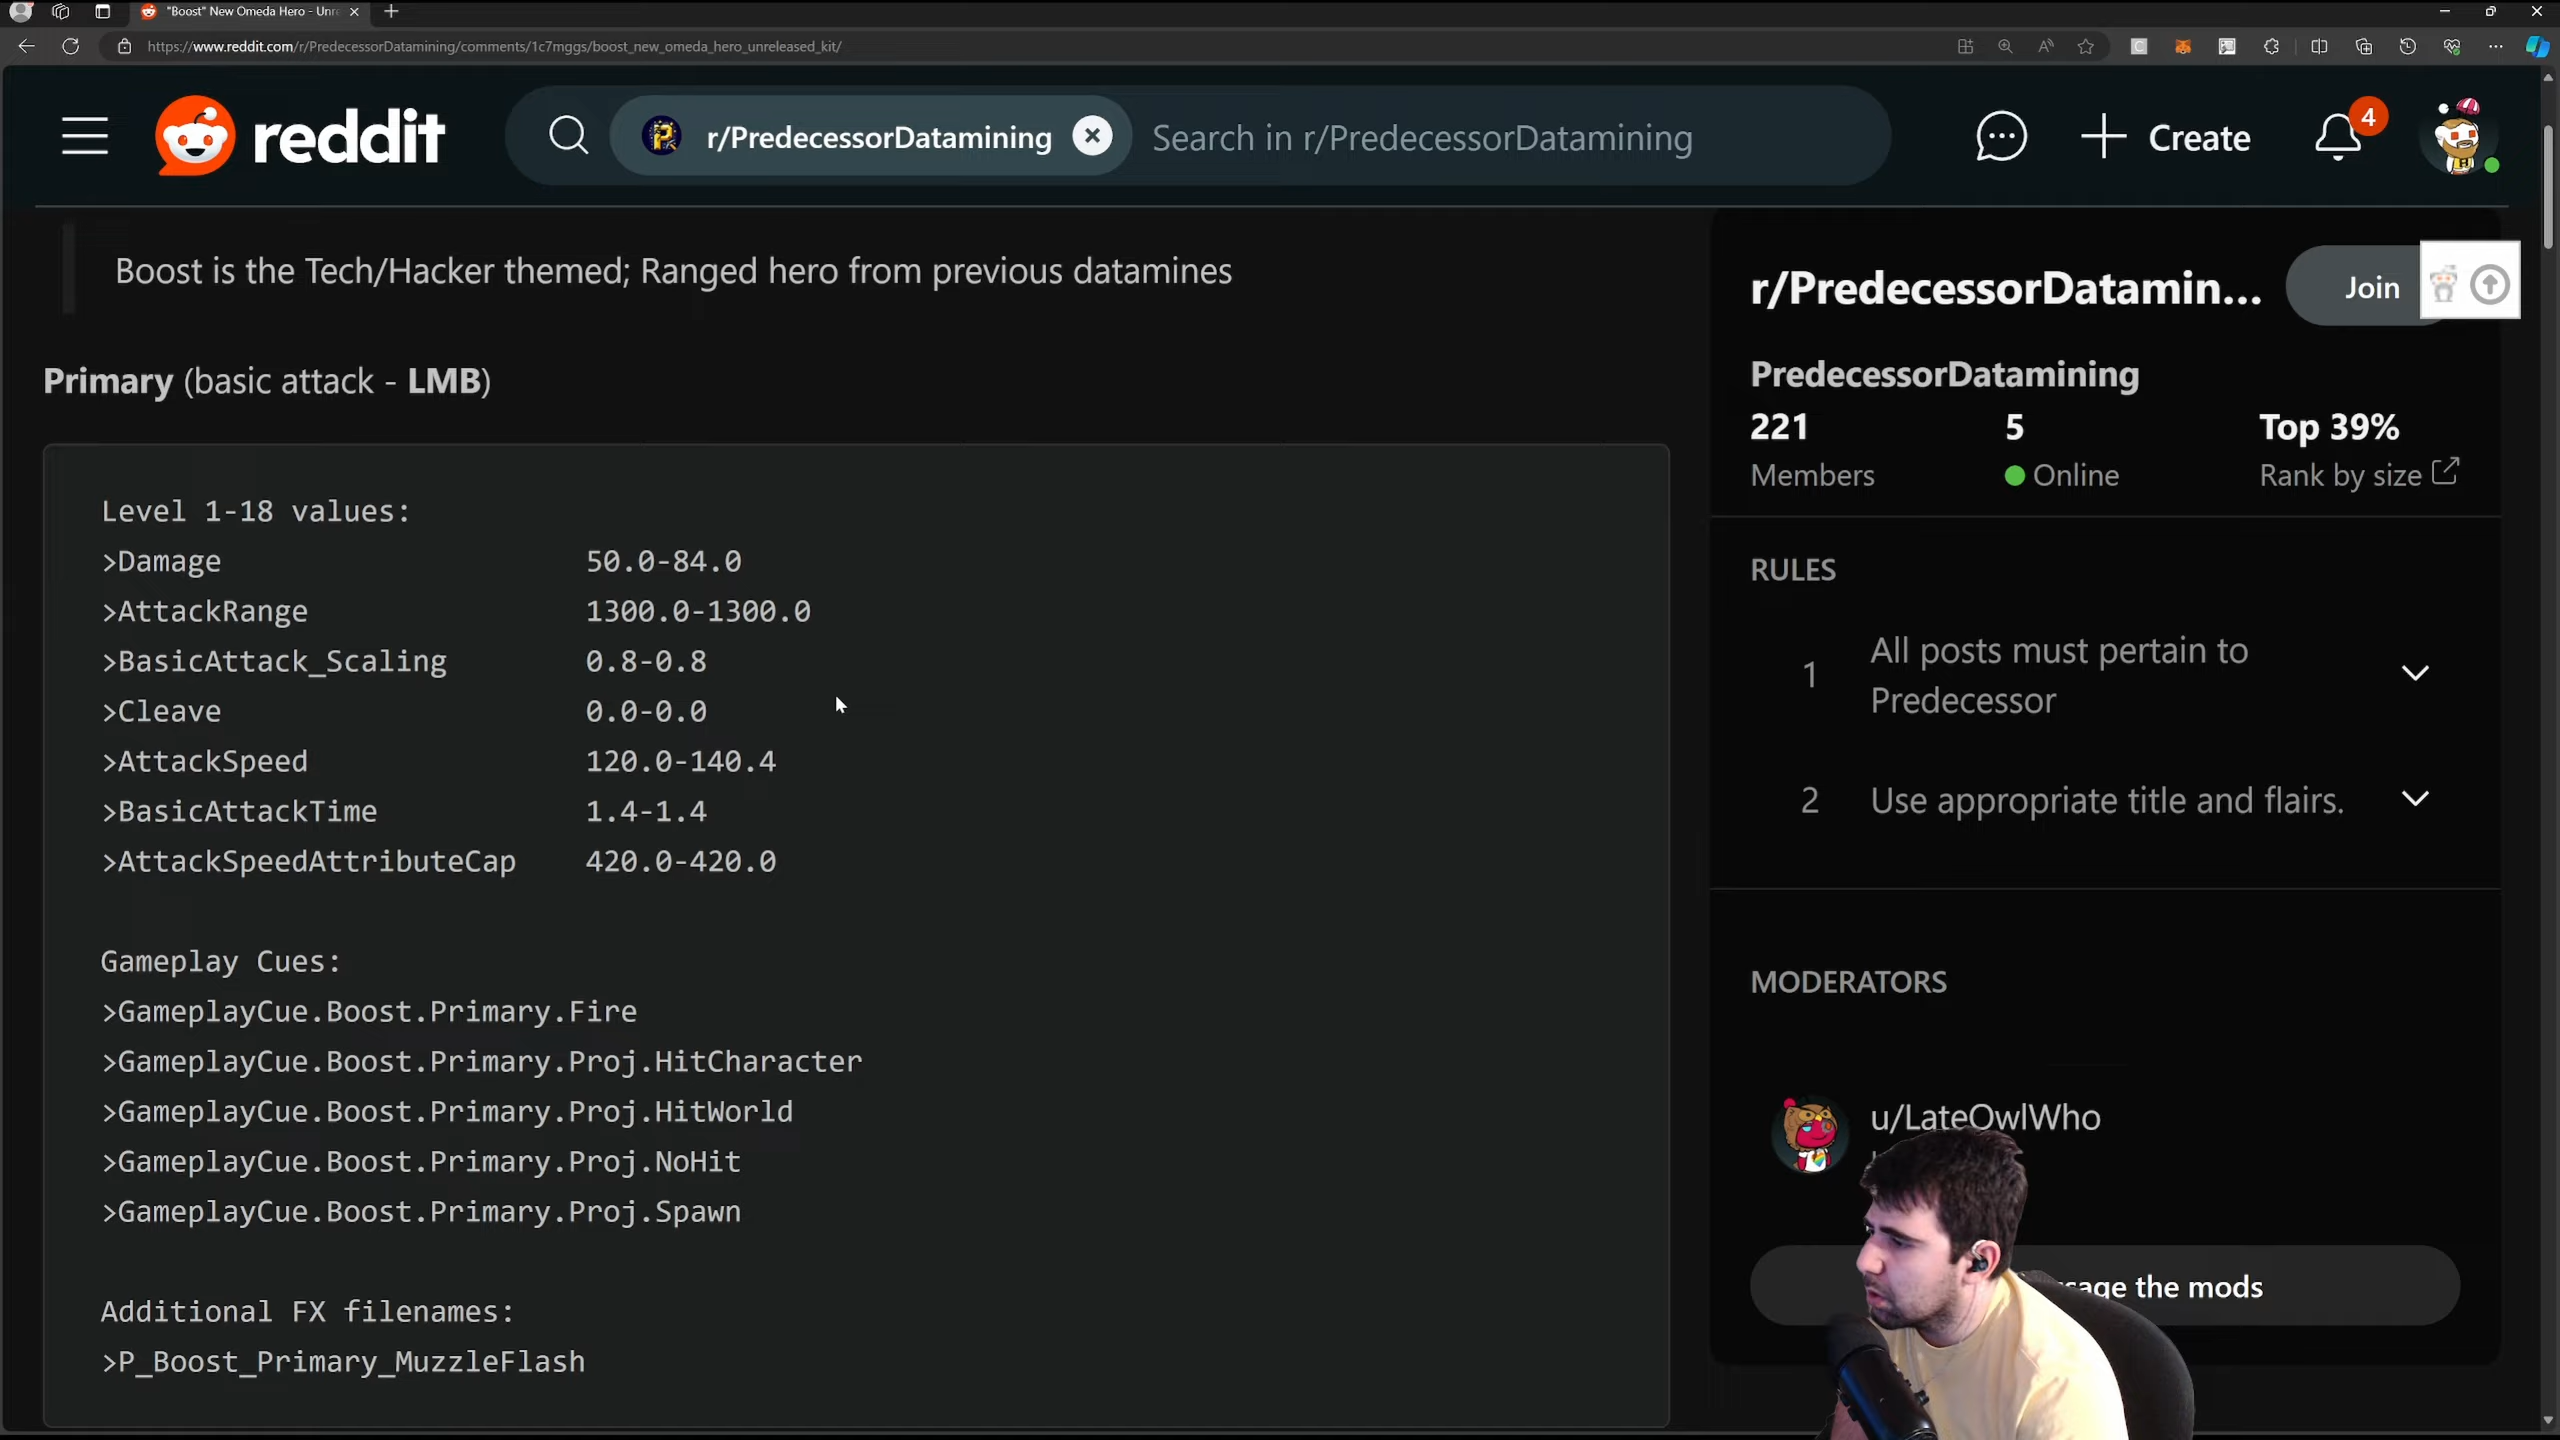 "Boost" New Omeda Hero - Unre
https://www.reddit.com/r/PredecessorDatamining/comments/1c7mggs/boost_new_omeda_hero_unreleased_kit/
reddit
r/PredecessorDatamining
Search in r/PredecessorDatamining
Create
4
Boost is the Tech/Hacker themed; Ranged hero from previous datamines
Primary (basic attack - LMB)
Level 1-18 values:
>Damage 50.0-84.0
>AttackRange 1300.0-1300.0
>BasicAttack_Scaling 0.8-0.8
>Cleave 0.0-0.0
>AttackSpeed 120.0-140.4
>BasicAttackTime 1.4-1.4
>AttackSpeedAttributeCap 420.0-420.0
Gameplay Cues:
>GameplayCue.Boost.Primary.Fire
>GameplayCue.Boost.Primary.Proj.HitCharacter
>GameplayCue.Boost.Primary.Proj.HitWorld
>GameplayCue.Boost.Primary.Proj.NoHit
>GameplayCue.Boost.Primary.Proj.Spawn
Additional FX filenames:
>P_Boost_Primary_MuzzleFlash
r/PredecessorDatamin...
Join
PredecessorDatamining
221 5 Top 39%
Members Online Rank by size
RULES
1 All posts must pertain to
Predecessor
2 Use appropriate title and flairs.
MODERATORS
u/LateOwlWho
the mods